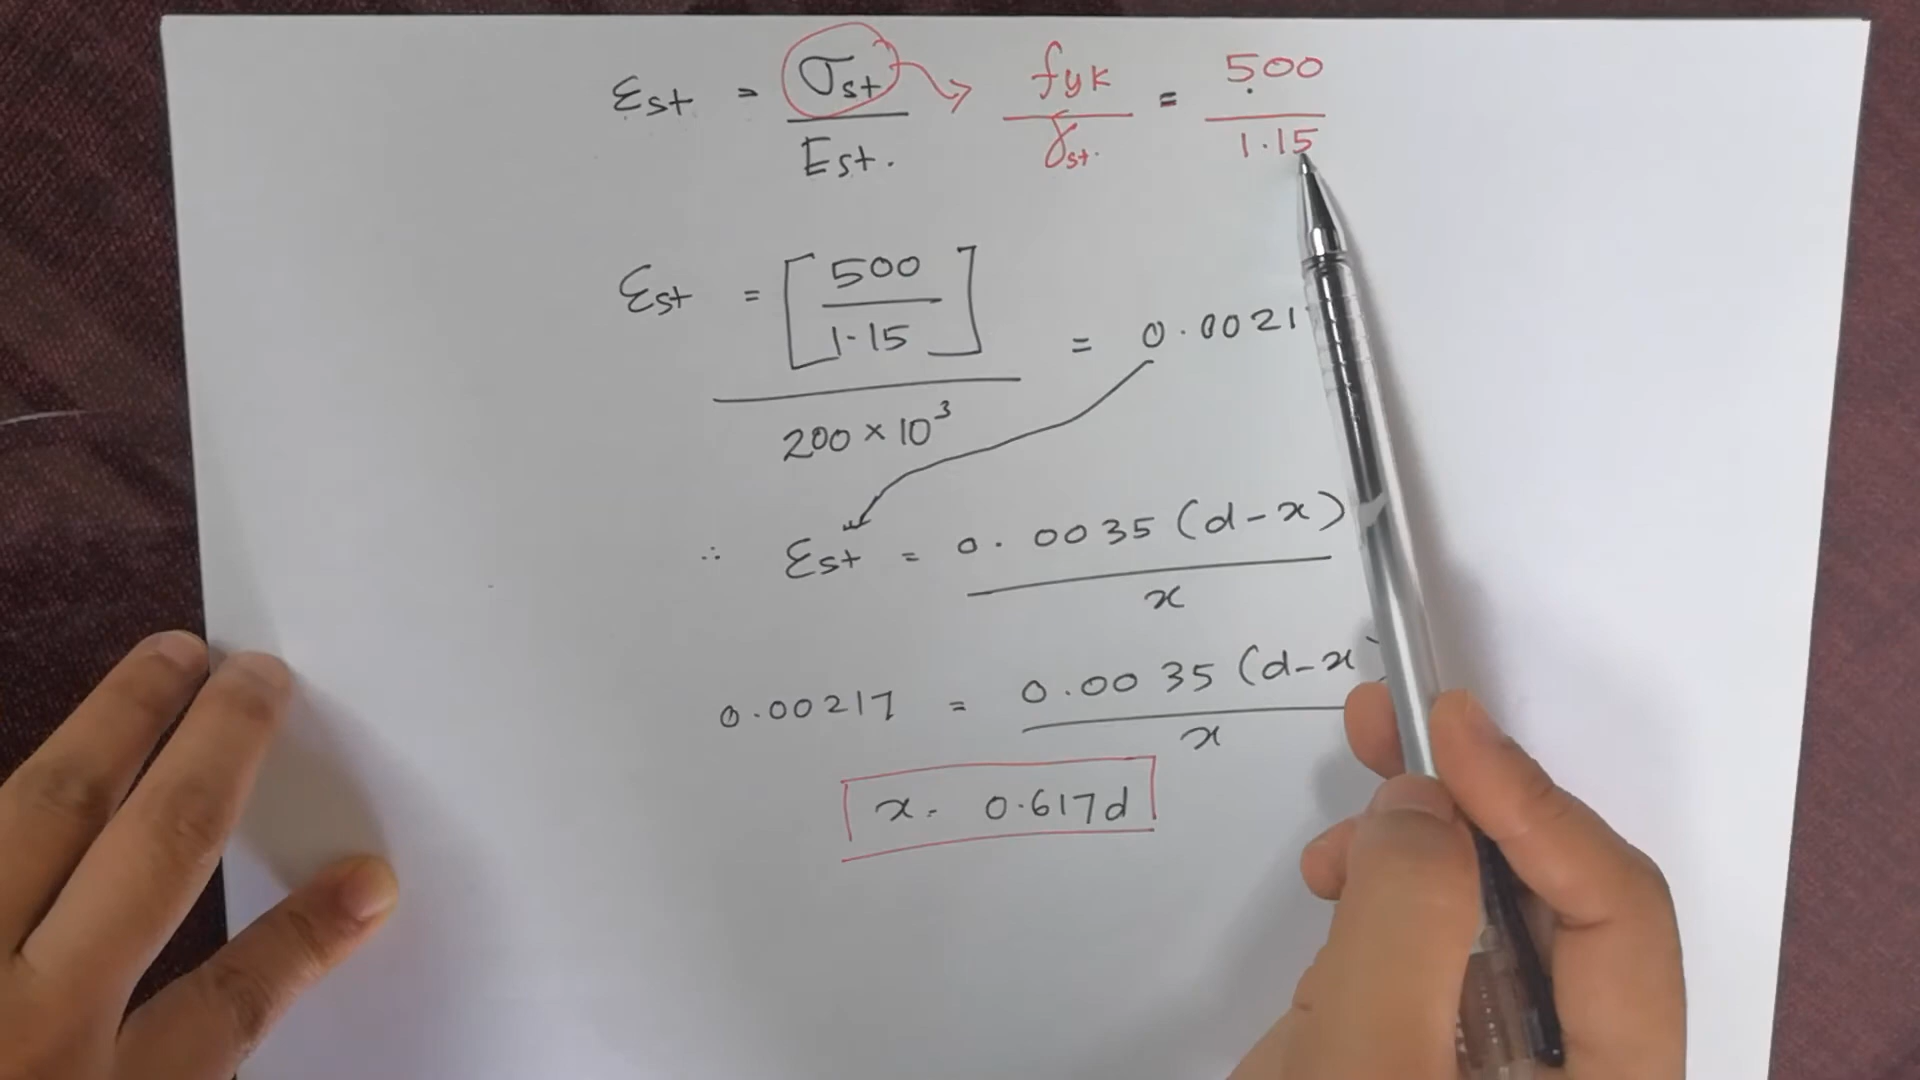 εst = σst / Est. → fyk / γst. = 500 / 1.15
εst = [500 / 1.15] / 200 × 10³ = 0.0021
∴ εst = 0.0035 (d-x) / x
0.00217 = 0.0035 (d-x) / x
x = 0.617d